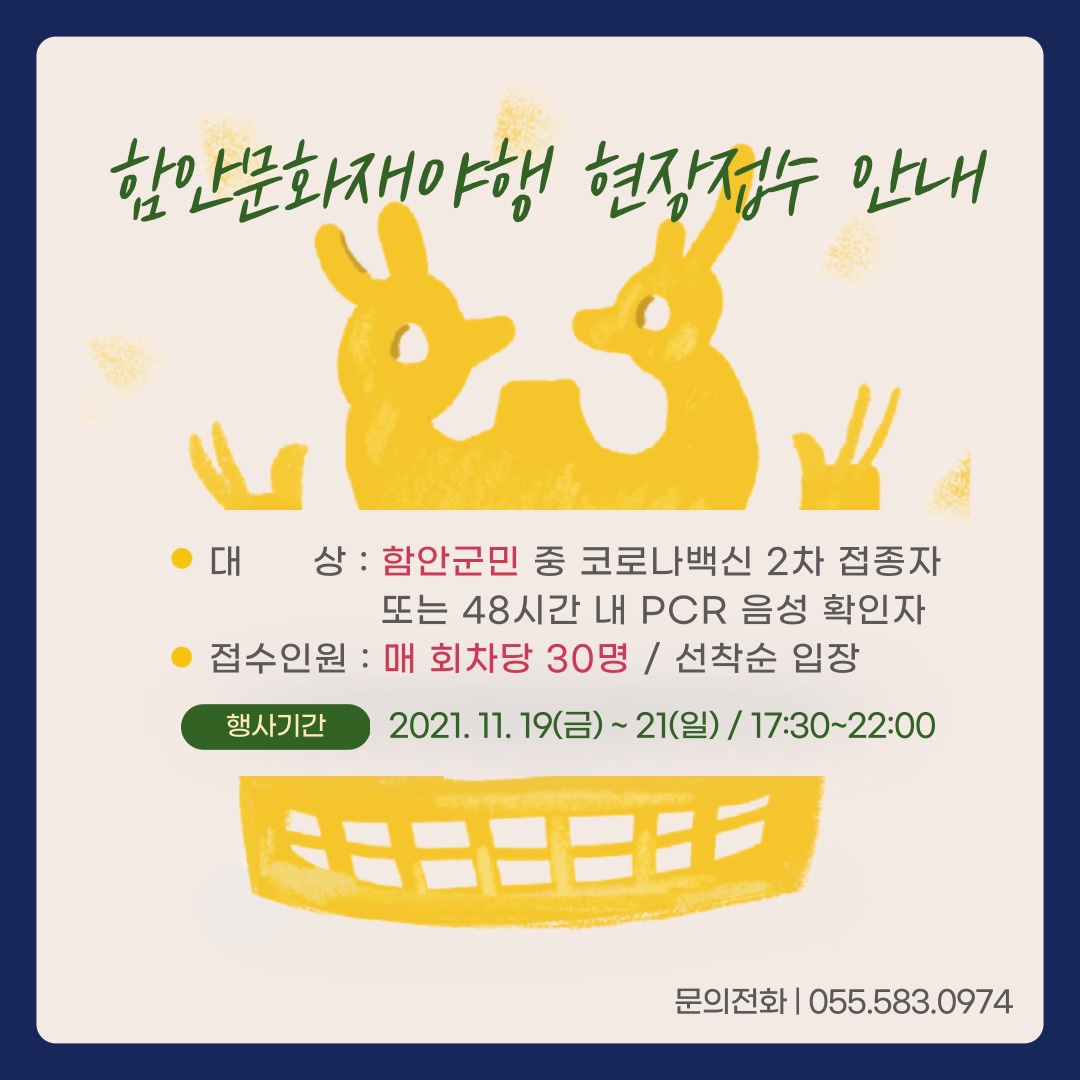 함안문화재야행 현장접수 안내
대 상 : 함안군민 중 코로나백신 2차 접종자
또는 48시간 내 PCR 음성 확인자
접수인원 : 매 회차당 30명 / 선착순 입장
행사기간 2021. 11. 19(금) ~ 21(일) / 17:30~22:00
문의전화 | 055.583.0974